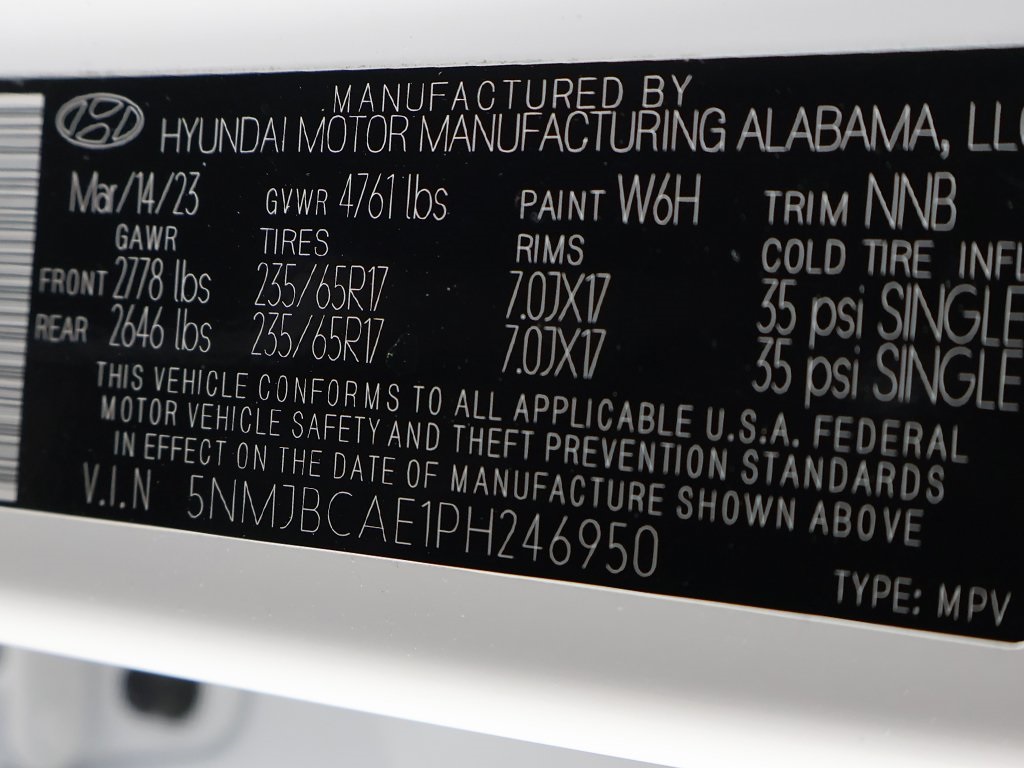 MANUFACTURED BY
HYUNDAI MOTOR MANUFACTURING ALABAMA, LLC
Mar/14/23 GVWR 4761 lbs PAINT W6H TRIM NNB
GAWR TIRES RIMS COLD TIRE INFL
FRONT 2778 lbs 235/65R17 7.0JX17 35 psi SINGLE
REAR 2646 lbs 235/65R17 7.0JX17 35 psi SINGLE
THIS VEHICLE CONFORMS TO ALL APPLICABLE U.S.A. FEDERAL
MOTOR VEHICLE SAFETY AND THEFT PREVENTION STANDARDS
IN EFFECT ON THE DATE OF MANUFACTURE SHOWN ABOVE
V.I.N 5NMJBCAE1PH246950
TYPE: MPV